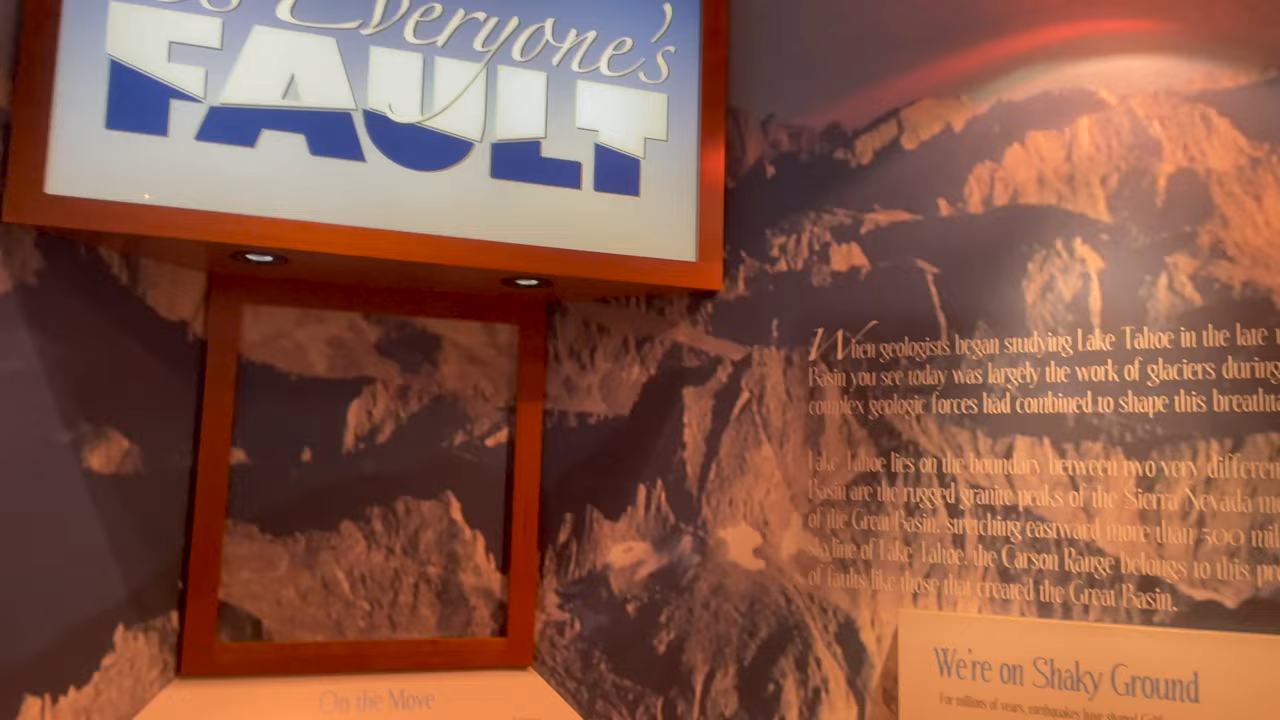 Everyone's
FAULT
When geologists began studying Lake Tahoe in the late
Basin you see today was largely the work of glaciers during
complex geologic forces had combined to shape this
Lake Tahoe lies on the boundary between two very
Basin are the rugged granite peaks of the Sierra Nevada
of the Great Basin, stretching eastward more than 500
skyline of Lake Tahoe, the Carson Range belongs to this
of faults like those that created the Great Basin.
We're on Shaky Ground
For millions of years, earthquakes have shaped
On the Move